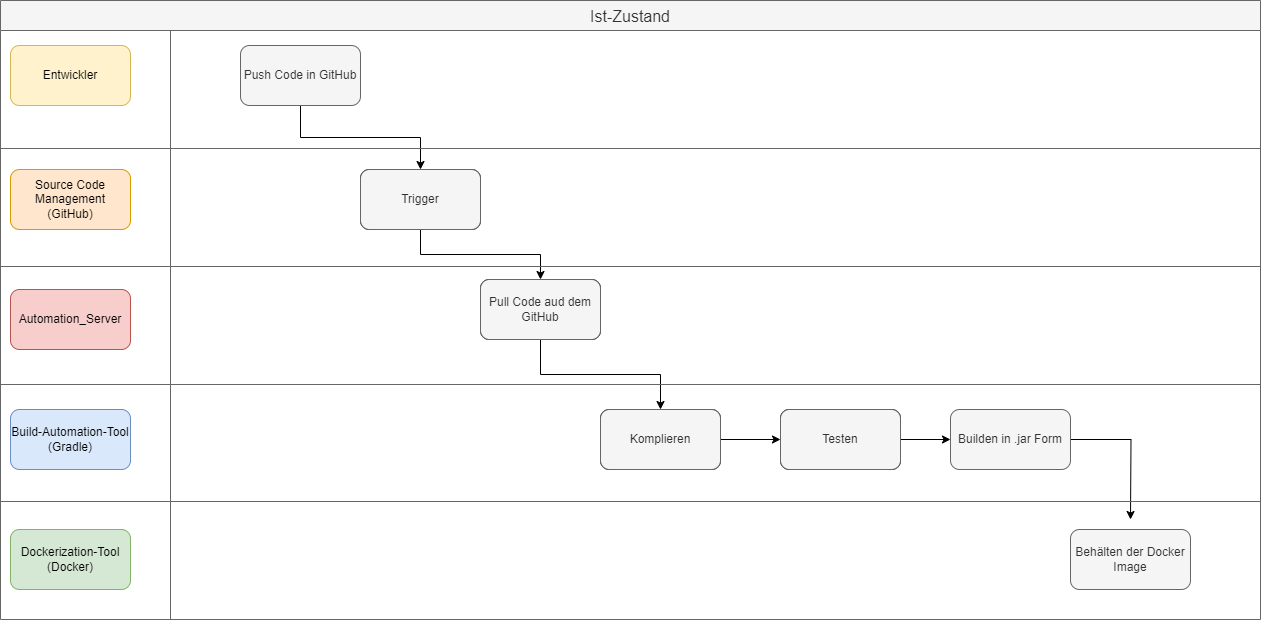 Ist-Zustand
Entwickler
Push Code in GitHub
Source Code
Management
(GitHub)
Trigger
Automation_Server
Pull Code aud dem
GitHub
Build-Automation-Tool
(Gradle)
Komplieren
Testen
Builden in .jar Form
Dockerization-Tool
(Docker)
Behälten der Docker
Image